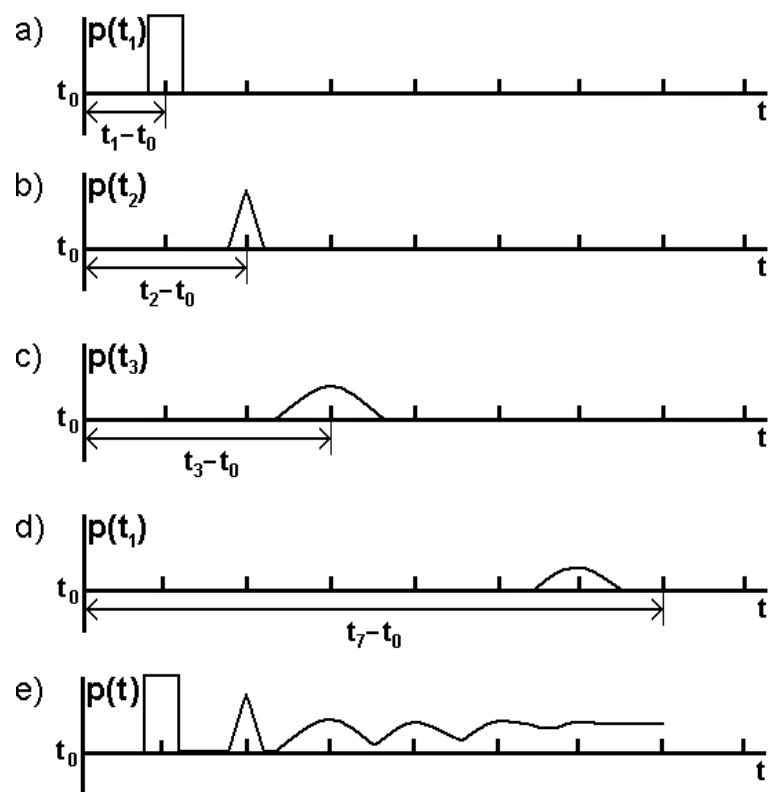 a) p(t₁)
t₀
t
t₁–t₀
b) p(t₂)
t₀
t
t₂–t₀
c) p(t₃)
t₀
t
t₃–t₀
d) p(t₁)
t₀
t
t₇–t₀
e) p(t)
t₀
t